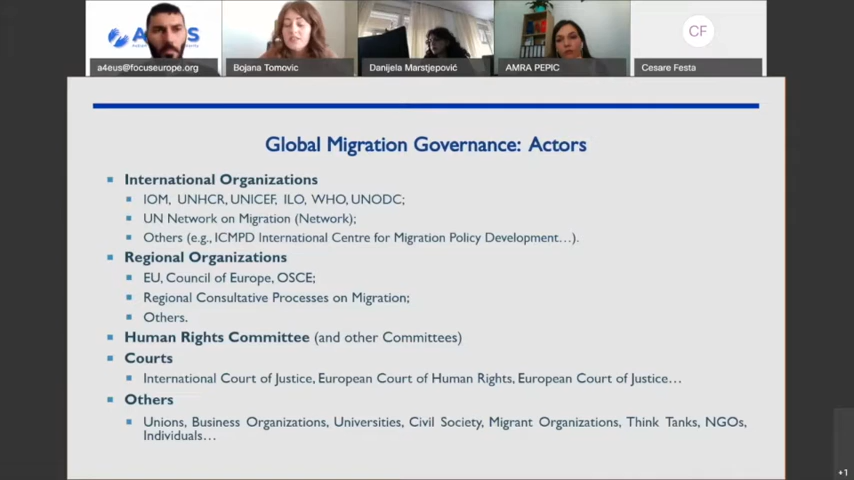 a4eus@focuseurope.org
Bojana Tomovic
Danijela Marstjepović
AMRA PEPIC
CF
Cesare Festa
Global Migration Governance: Actors
International Organizations
IOM, UNHCR, UNICEF, ILO, WHO, UNODC;
UN Network on Migration (Network);
Others (e.g., ICMPD International Centre for Migration Policy Development…).
Regional Organizations
EU, Council of Europe, OSCE;
Regional Consultative Processes on Migration;
Others.
Human Rights Committee (and other Committees)
Courts
International Court of Justice, European Court of Human Rights, European Court of Justice…
Others
Unions, Business Organizations, Universities, Civil Society, Migrant Organizations, Think Tanks, NGOs,
Individuals…
+1